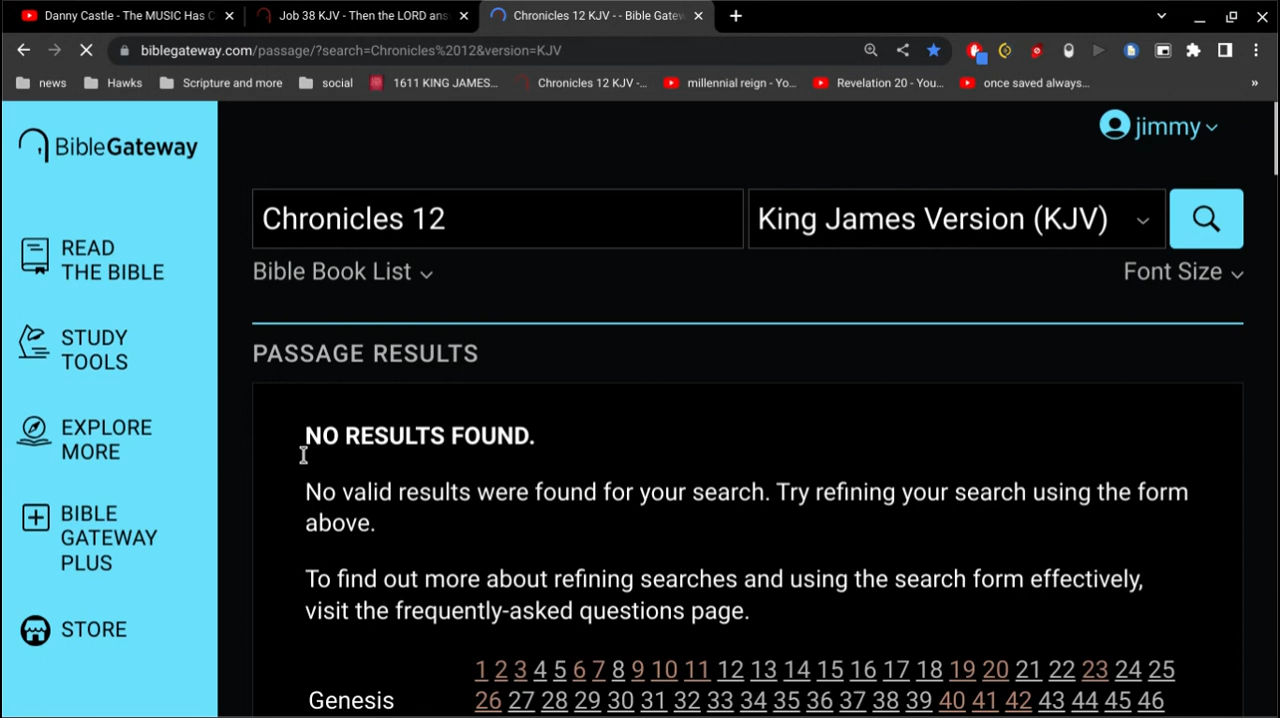 Danny Castle - The MUSIC Has C
Job 38 KJV - Then the LORD ans
Chronicles 12 KJV - - Bible Gatew
biblegateway.com/passage/?search=Chronicles%2012&version=KJV
news
Hawks
Scripture and more
social
1611 KING JAMES...
Chronicles 12 KJV -...
millennial reign - Yo...
Revelation 20 - You...
once saved always...
»
BibleGateway
jimmy
Chronicles 12
King James Version (KJV)
Bible Book List
Font Size
READ
THE BIBLE
STUDY
TOOLS
EXPLORE
MORE
BIBLE
GATEWAY
PLUS
STORE
PASSAGE RESULTS
NO RESULTS FOUND.
No valid results were found for your search. Try refining your search using the form
above.
To find out more about refining searches and using the search form effectively,
visit the frequently-asked questions page.
Genesis
1 2 3 4 5 6 7 8 9 10 11 12 13 14 15 16 17 18 19 20 21 22 23 24 25
26 27 28 29 30 31 32 33 34 35 36 37 38 39 40 41 42 43 44 45 46